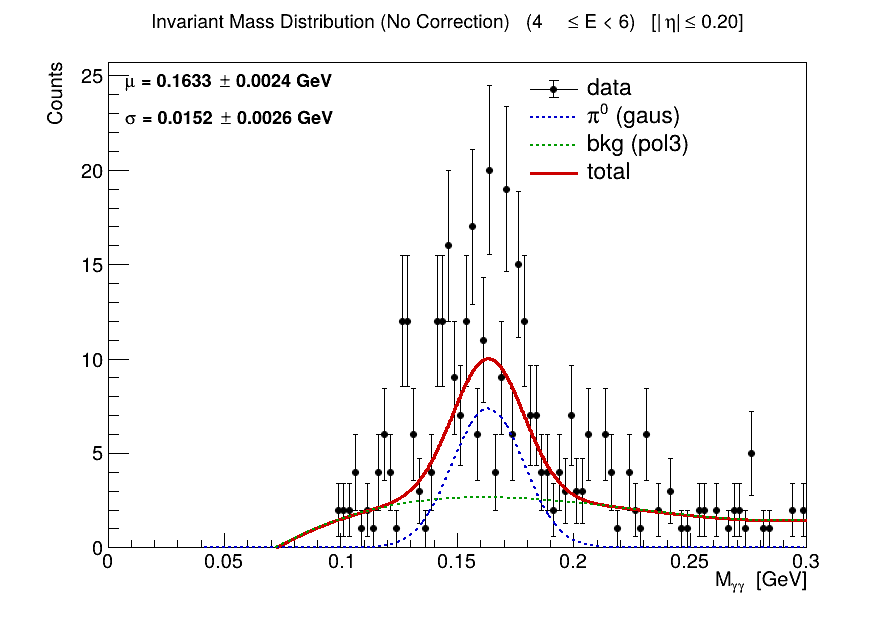 Invariant Mass Distribution (No Correction) (4 ≤ E < 6) [|η| ≤ 0.20]
Counts
μ = 0.1633 ± 0.0024 GeV
σ = 0.0152 ± 0.0026 GeV
data
π⁰ (gaus)
bkg (pol3)
total
25
20
15
10
5
0
0 0.05 0.1 0.15 0.2 0.25 0.3
M_γγ [GeV]